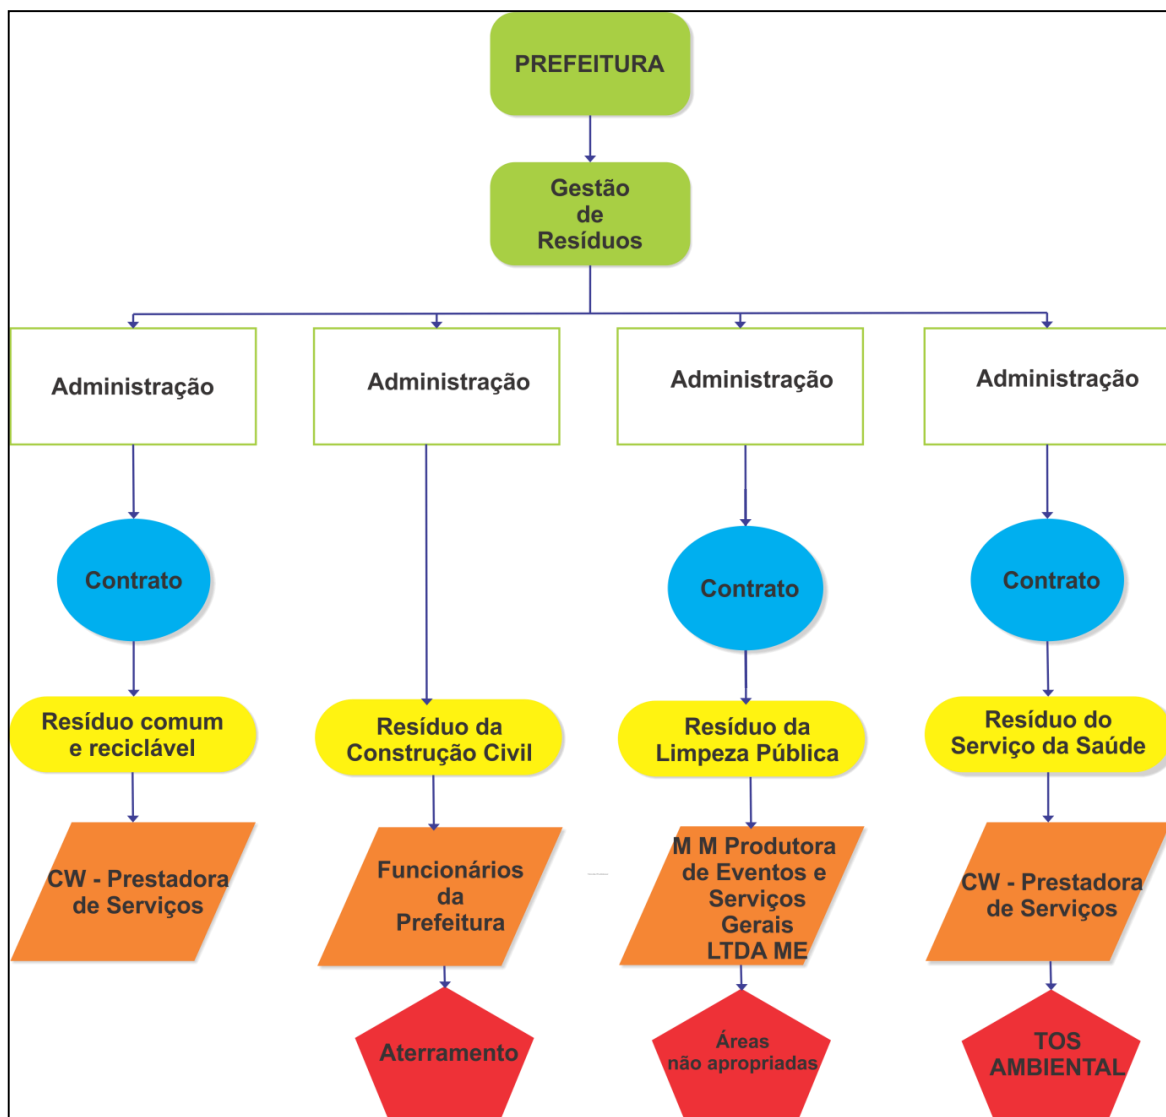 PREFEITURA
Gestão
de
Resíduos
Administração
Administração
Administração
Administração
Contrato
Contrato
Contrato
Resíduo comum
e reciclável
Resíduo da
Construção Civil
Resíduo da
Limpeza Pública
Resíduo do
Serviço da Saúde
CW - Prestadora
de Serviços
Funcionários
da
Prefeitura
M M Produtora
de Eventos e
Serviços
Gerais
LTDA ME
CW - Prestadora
de Serviços
Aterramento
Áreas
não apropriadas
TOS
AMBIENTAL